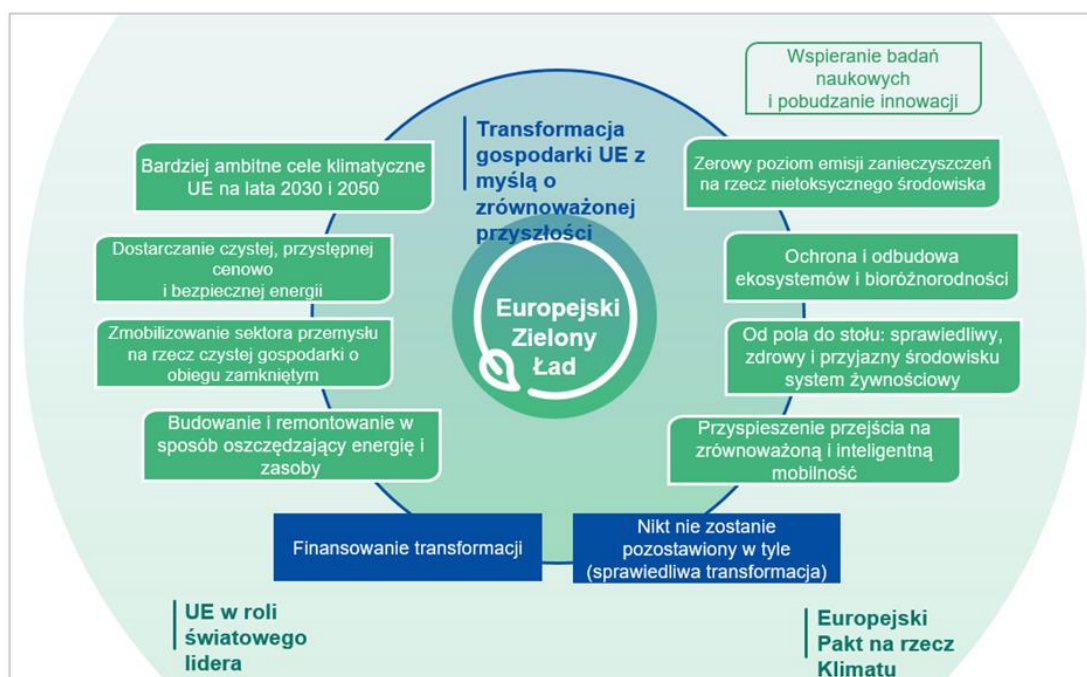 Wspieranie badań
naukowych
i pobudzanie innowacji
Transformacja
gospodarki UE z
myślą o
zrównoważonej
przyszłości
Bardziej ambitne cele klimatyczne
UE na lata 2030 i 2050
Zerowy poziom emisji zanieczyszczeń
na rzecz nietoksycznego środowiska
Dostarczanie czystej, przystępnej
cenowo
i bezpiecznej energii
Ochrona i odbudowa
ekosystemów i bioróżnorodności
Europejski
Zielony
Ład
Zmobilizowanie sektora przemysłu
na rzecz czystej gospodarki o
obiegu zamkniętym
Od pola do stołu: sprawiedliwy,
zdrowy i przyjazny środowisku
system żywnościowy
Budowanie i remontowanie w
sposób oszczędzający energię i
zasoby
Przyspieszenie przejścia na
zrównoważoną i inteligentną
mobilność
Finansowanie transformacji
Nikt nie zostanie
pozostawiony w tyle
(sprawiedliwa transformacja)
UE w roli
światowego
lidera
Europejski
Pakt na rzecz
Klimatu